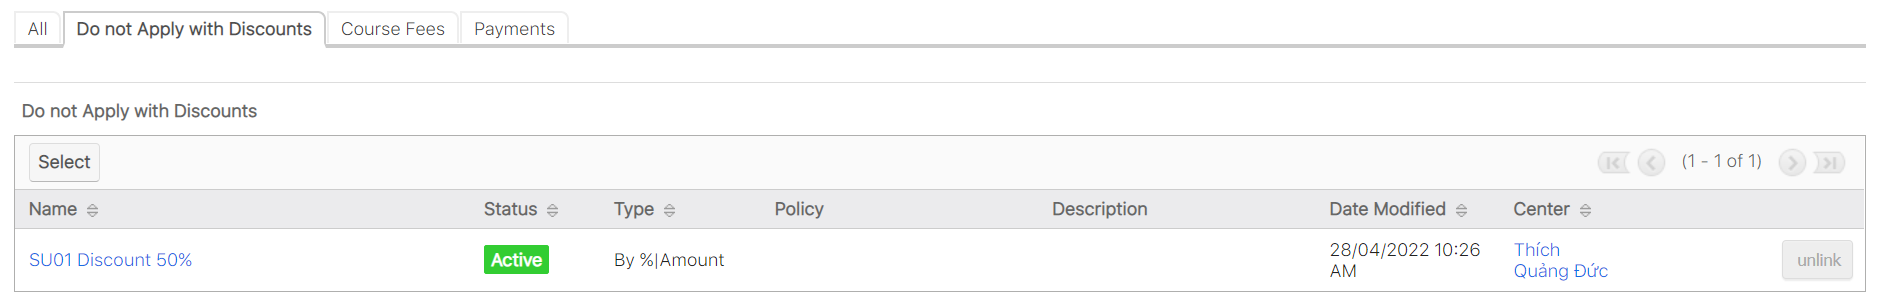 All Do not Apply with Discounts Course Fees Payments
Do not Apply with Discounts
Select (1 - 1 of 1)
Name Status Type Policy Description Date Modified Center
SU01 Discount 50% Active By %|Amount 28/04/2022 10:26 Thích unlink
AM Quảng Đức